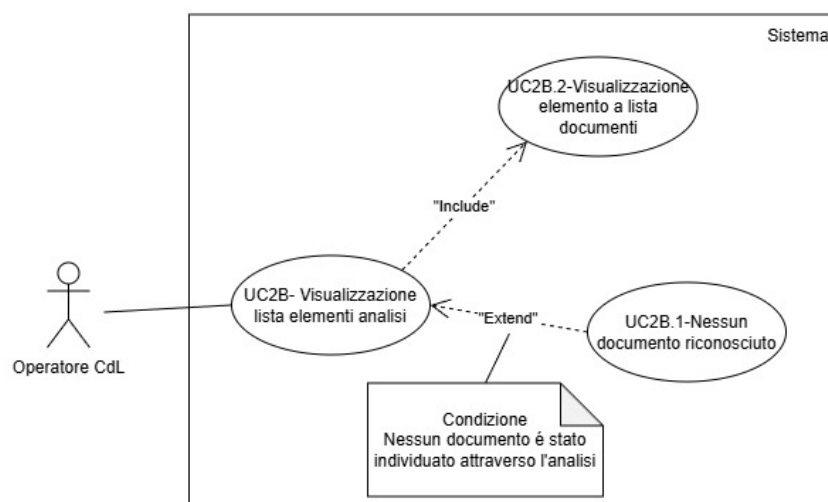 Sistema
UC2B.2-Visualizzazione
elemento a lista
documenti
"Include"
UC2B- Visualizzazione
lista elementi analisi
"Extend"
UC2B.1-Nessun
documento riconosciuto
Operatore CdL
Condizione
Nessun documento é stato
individuato attraverso l'analisi